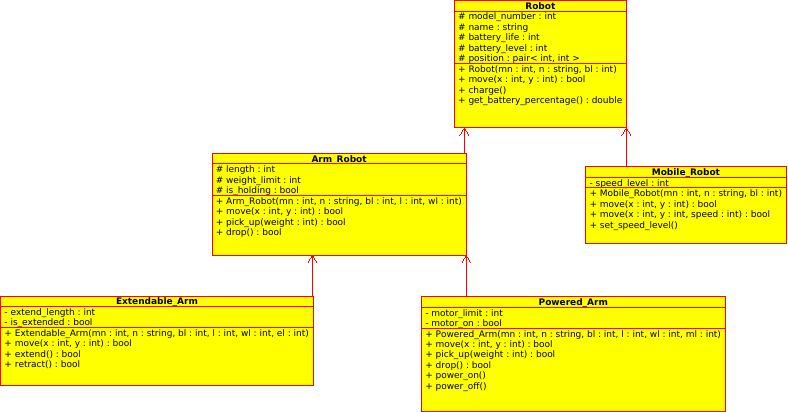 Robot
# model_number : int
# name : string
# battery_life : int
# battery_level : int
# position : pair< int, int >
+ Robot(mn : int, n : string, bl : int)
+ move(x : int, y : int) : bool
+ charge()
+ get_battery_percentage() : double
Arm_Robot
# length : int
# weight_limit : int
# is_holding : bool
+ Arm_Robot(mn : int, n : string, bl : int, l : int, wl : int)
+ move(x : int, y : int) : bool
+ pick_up(weight : int) : bool
+ drop() : bool
Mobile_Robot
- speed_level : int
+ Mobile_Robot(mn : int, n : string, bl : int)
+ move(x : int, y : int) : bool
+ move(x : int, y : int, speed : int) : bool
+ set_speed_level()
Extendable_Arm
- extend_length : int
- is_extended : bool
+ Extendable_Arm(mn : int, n : string, bl : int, l : int, wl : int, el : int)
+ move(x : int, y : int) : bool
+ extend() : bool
+ retract() : bool
Powered_Arm
- motor_limit : int
- motor_on : bool
+ Powered_Arm(mn : int, n : string, bl : int, l : int, wl : int, ml : int)
+ move(x : int, y : int) : bool
+ pick_up(weight : int) : bool
+ drop() : bool
+ power_on()
+ power_off()